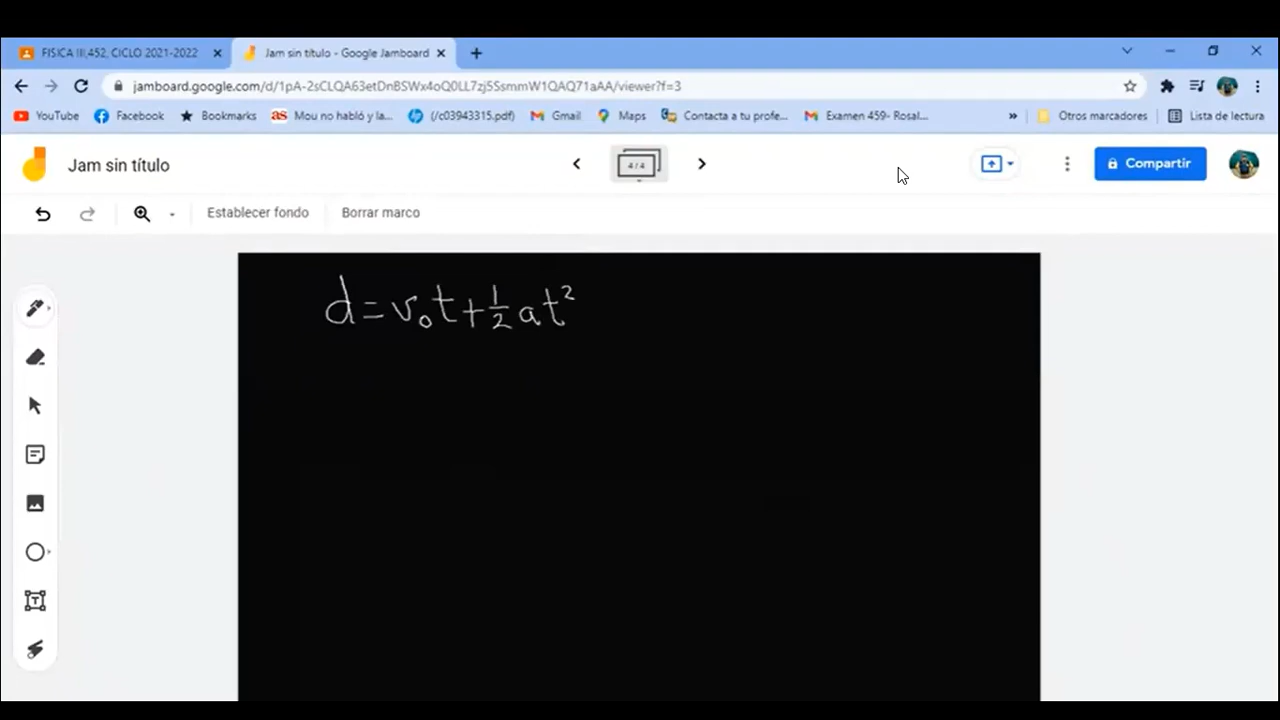 FISICA III,452, CICLO 2021-2022
Jam sin título - Google Jamboard
jamboard.google.com/d/1pA-2sCLQA63etDnBSWx4oQ0LL7zj5SsmmW1QAQ71aAA/viewer?f=3
YouTube Facebook Bookmarks Mou no habló y la... (/c03943315.pdf) Gmail Maps Contacta a tu profe... Examen 459- Rosal... » Otros marcadores Lista de lectura
Jam sin título
4 / 4
Compartir
Establecer fondo Borrar marco
d = v₀t + ½ at²